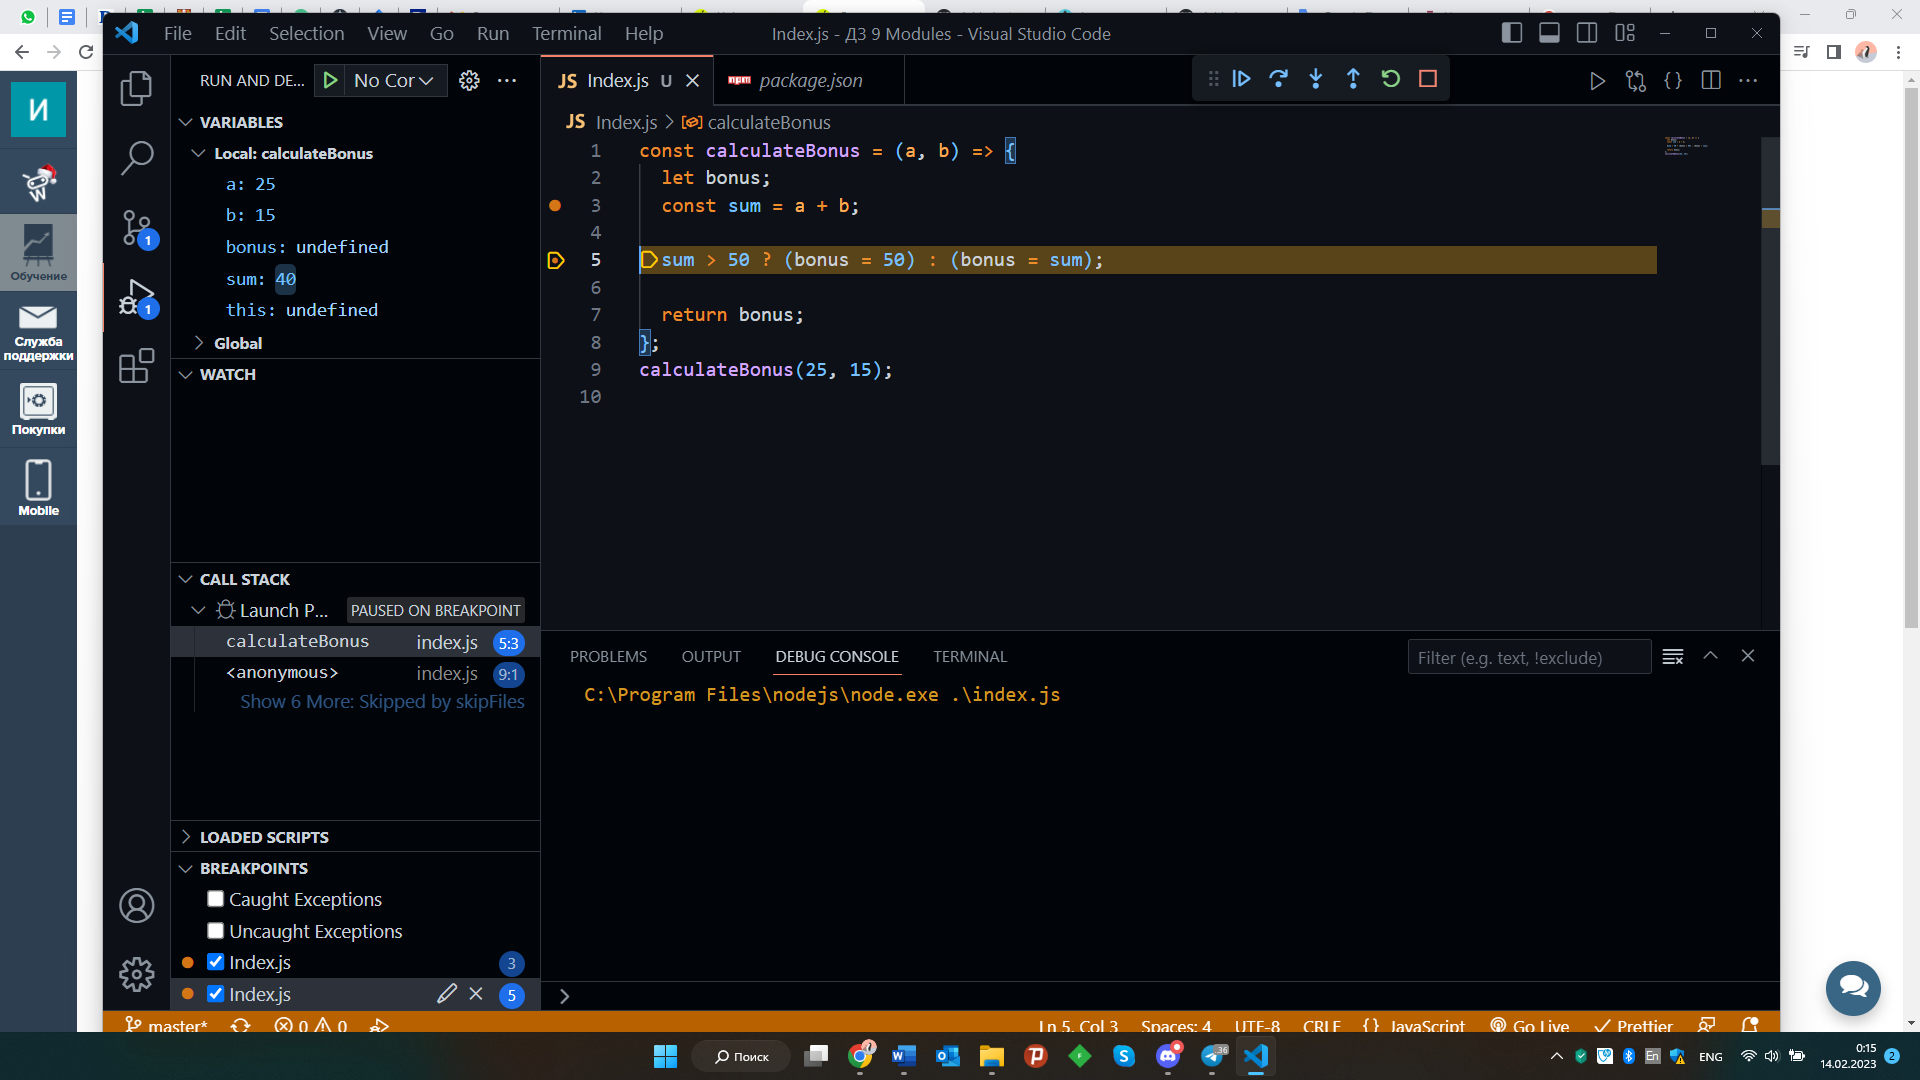 File Edit Selection View Go Run Terminal Help
Index.js - ДЗ 9 Modules - Visual Studio Code
И
Обучение
Служба поддержки
Покупки
Mobile
RUN AND DE... No Cor
VARIABLES
Local: calculateBonus
a: 25
b: 15
bonus: undefined
sum: 40
this: undefined
Global
WATCH
CALL STACK
Launch P... PAUSED ON BREAKPOINT
calculateBonus index.js 5:3
<anonymous> index.js 9:1
Show 6 More: Skipped by skipFiles
LOADED SCRIPTS
BREAKPOINTS
Caught Exceptions
Uncaught Exceptions
Index.js 3
Index.js 5
1
1
JS Index.js U
npm package.json
JS Index.js > calculateBonus
1 const calculateBonus = (a, b) => {
2 let bonus;
3 const sum = a + b;
4
5 sum > 50 ? (bonus = 50) : (bonus = sum);
6
7 return bonus;
8 };
9 calculateBonus(25, 15);
10
PROBLEMS OUTPUT DEBUG CONSOLE TERMINAL
Filter (e.g. text, !exclude)
C:\Program Files\nodejs\node.exe .\index.js
master* 0 0
Ln 5, Col 3 Spaces: 4 UTF-8 CRLF {} JavaScript Go Live Prettier
Поиск
36
En
ENG
0:15
14.02.2023
2